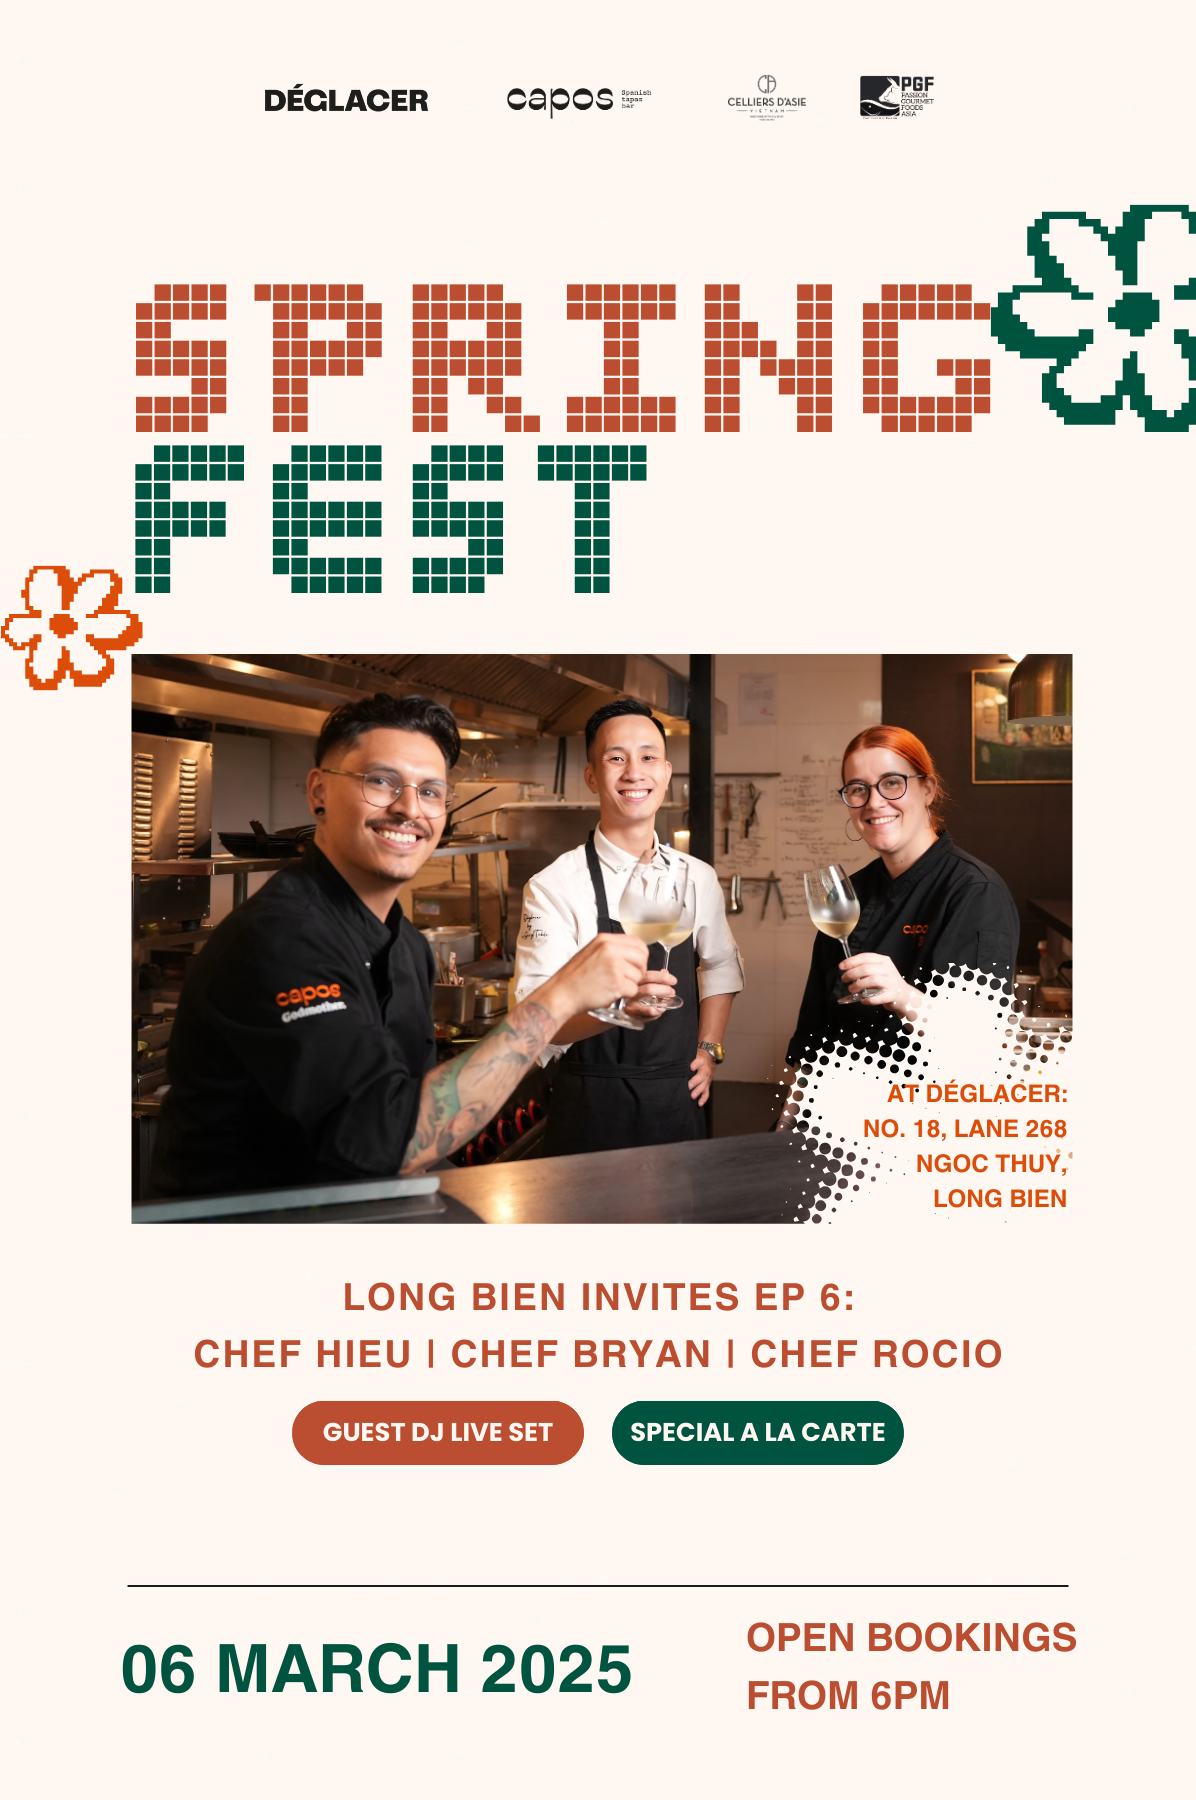 DÉGLACER
capos
Spanish
tapas
bar
CELLIERS D'ASIE
VIETNAM
PGF
PASSION
GOURMET
FOODS
ASIA
SPRING
FEST
capos
Godmother.
AT DÉGLACER:
NO. 18, LANE 268
NGOC THUY,
LONG BIEN
LONG BIEN INVITES EP 6:
CHEF HIEU | CHEF BRYAN | CHEF ROCIO
GUEST DJ LIVE SET
SPECIAL A LA CARTE
06 MARCH 2025
OPEN BOOKINGS
FROM 6PM